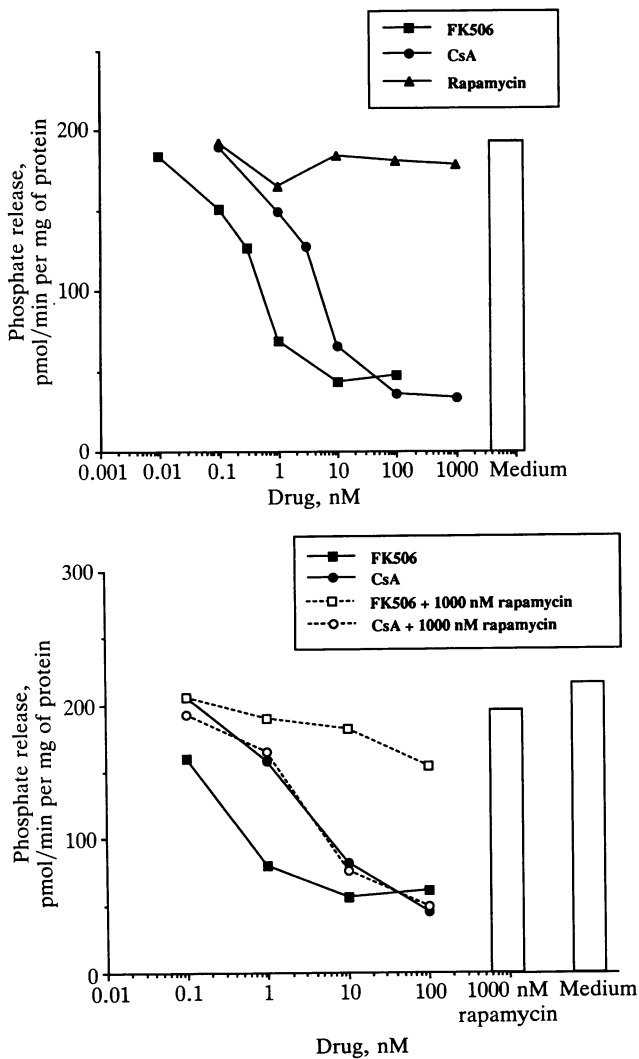 FK506
CsA
Rapamycin
Phosphate release,
pmol/min per mg of protein
200
100
0
0.001 0.01 0.1 1 10 100 1000 Medium
Drug, nM
FK506
CsA
FK506 + 1000 nM rapamycin
CsA + 1000 nM rapamycin
Phosphate release,
pmol/min per mg of protein
300
200
100
0
0.01 0.1 1 10 100 1000 nM Medium
rapamycin
Drug, nM